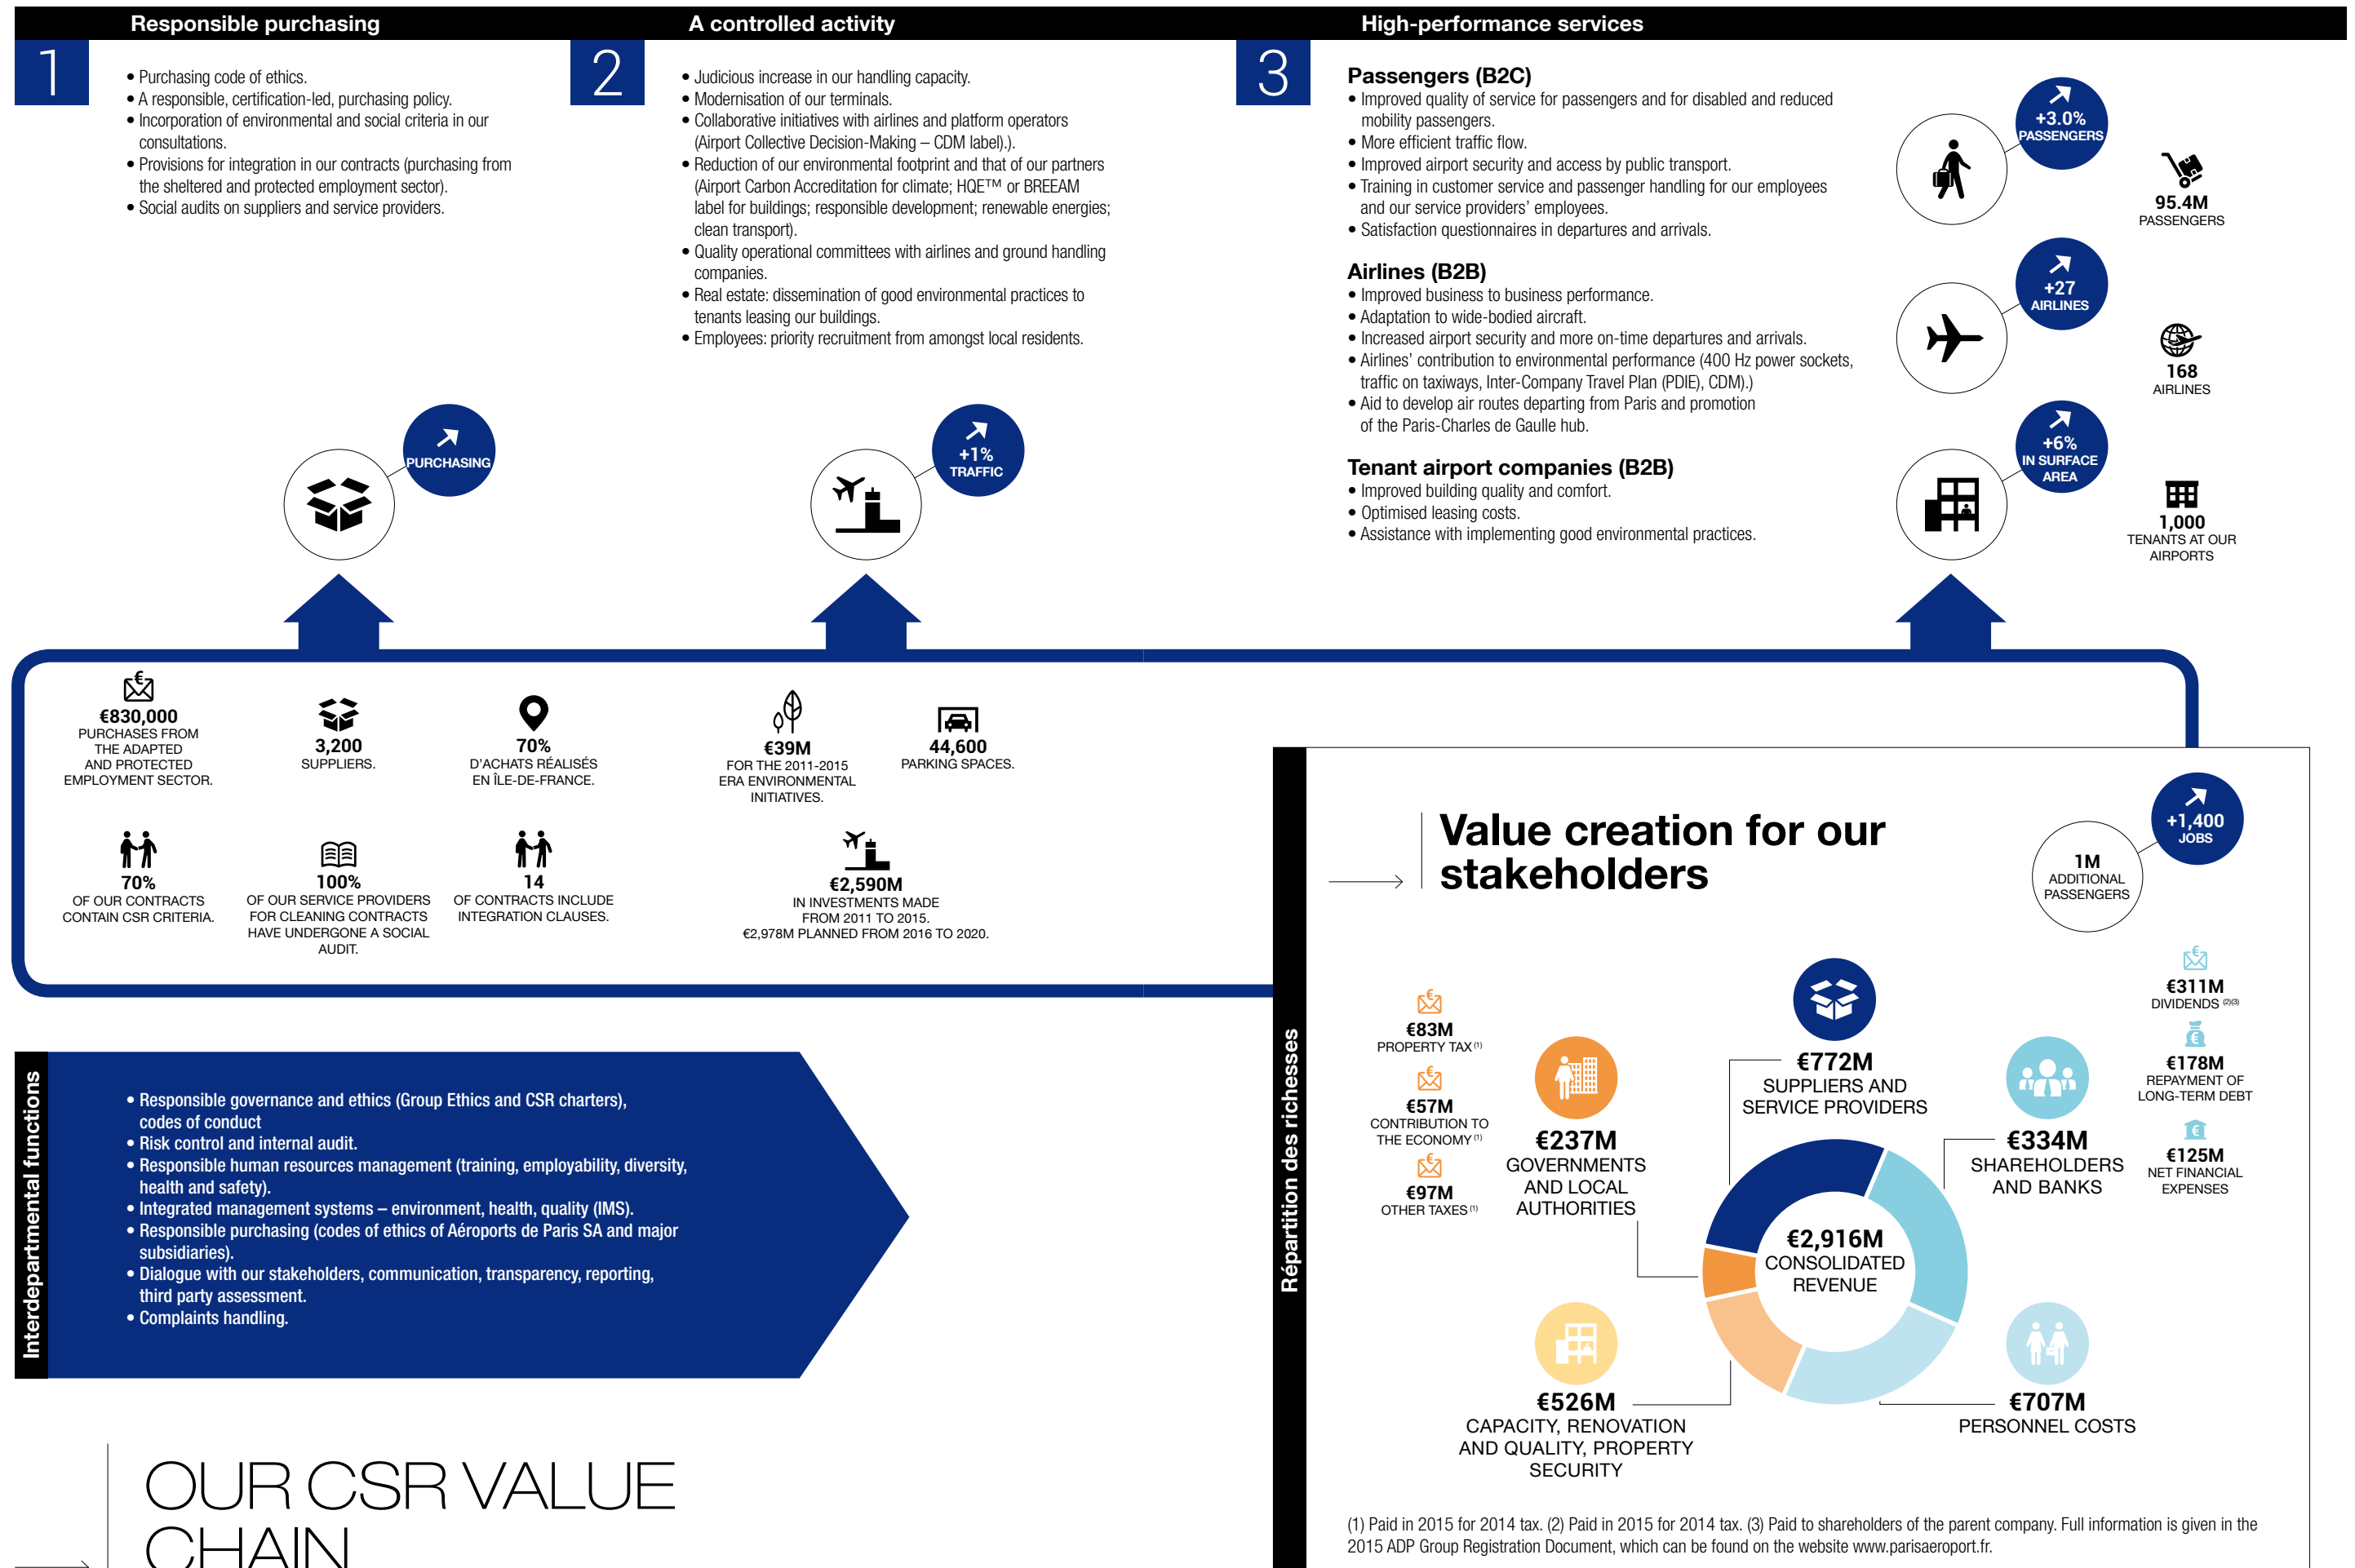 Responsible purchasing
1
• Purchasing code of ethics.
• A responsible, certification-led, purchasing policy.
• Incorporation of environmental and social criteria in our
consultations.
• Provisions for integration in our contracts (purchasing from
the sheltered and protected employment sector).
• Social audits on suppliers and service providers.
PURCHASING
A controlled activity
2
• Judicious increase in our handling capacity.
• Modernisation of our terminals.
• Collaborative initiatives with airlines and platform operators
(Airport Collective Decision-Making – CDM label).).
• Reduction of our environmental footprint and that of our partners
(Airport Carbon Accreditation for climate; HQE™ or BREEAM
label for buildings; responsible development; renewable energies;
clean transport).
• Quality operational committees with airlines and ground handling
companies.
• Real estate: dissemination of good environmental practices to
tenants leasing our buildings.
• Employees: priority recruitment from amongst local residents.
+1%
TRAFFIC
High-performance services
3
Passengers (B2C)
• Improved quality of service for passengers and for disabled and reduced
mobility passengers.
• More efficient traffic flow.
• Improved airport security and access by public transport.
• Training in customer service and passenger handling for our employees
and our service providers' employees.
• Satisfaction questionnaires in departures and arrivals.
+3.0%
PASSENGERS
95.4M
PASSENGERS
Airlines (B2B)
• Improved business to business performance.
• Adaptation to wide-bodied aircraft.
• Increased airport security and more on-time departures and arrivals.
• Airlines' contribution to environmental performance (400 Hz power sockets,
traffic on taxiways, Inter-Company Travel Plan (PDIE), CDM).)
• Aid to develop air routes departing from Paris and promotion
of the Paris-Charles de Gaulle hub.
+27
AIRLINES
168
AIRLINES
Tenant airport companies (B2B)
• Improved building quality and comfort.
• Optimised leasing costs.
• Assistance with implementing good environmental practices.
+6%
IN SURFACE
AREA
1,000
TENANTS AT OUR
AIRPORTS
€830,000
PURCHASES FROM
THE ADAPTED
AND PROTECTED
EMPLOYMENT SECTOR.
3,200
SUPPLIERS.
70%
D'ACHATS RÉALISÉS
EN ÎLE-DE-FRANCE.
€39M
FOR THE 2011-2015
ERA ENVIRONMENTAL
INITIATIVES.
44,600
PARKING SPACES.
70%
OF OUR CONTRACTS
CONTAIN CSR CRITERIA.
100%
OF OUR SERVICE PROVIDERS
FOR CLEANING CONTRACTS
HAVE UNDERGONE A SOCIAL
AUDIT.
14
OF CONTRACTS INCLUDE
INTEGRATION CLAUSES.
€2,590M
IN INVESTMENTS MADE
FROM 2011 TO 2015.
€2,978M PLANNED FROM 2016 TO 2020.
Interdepartmental functions
• Responsible governance and ethics (Group Ethics and CSR charters),
codes of conduct
• Risk control and internal audit.
• Responsible human resources management (training, employability, diversity,
health and safety).
• Integrated management systems – environment, health, quality (IMS).
• Responsible purchasing (codes of ethics of Aéroports de Paris SA and major
subsidiaries).
• Dialogue with our stakeholders, communication, transparency, reporting,
third party assessment.
• Complaints handling.
OUR CSR VALUE
CHAIN
Répartition des richesses
Value creation for our
stakeholders
1M
ADDITIONAL
PASSENGERS
+1,400
JOBS
€83M
PROPERTY TAX (1)
€57M
CONTRIBUTION TO
THE ECONOMY (1)
€97M
OTHER TAXES (1)
€237M
GOVERNMENTS
AND LOCAL
AUTHORITIES
€772M
SUPPLIERS AND
SERVICE PROVIDERS
€334M
SHAREHOLDERS
AND BANKS
€311M
DIVIDENDS (2)(3)
€178M
REPAYMENT OF
LONG-TERM DEBT
€125M
NET FINANCIAL
EXPENSES
€2,916M
CONSOLIDATED
REVENUE
€526M
CAPACITY, RENOVATION
AND QUALITY, PROPERTY
SECURITY
€707M
PERSONNEL COSTS
(1) Paid in 2015 for 2014 tax. (2) Paid in 2015 for 2014 tax. (3) Paid to shareholders of the parent company. Full information is given in the
2015 ADP Group Registration Document, which can be found on the website www.parisaeroport.fr.